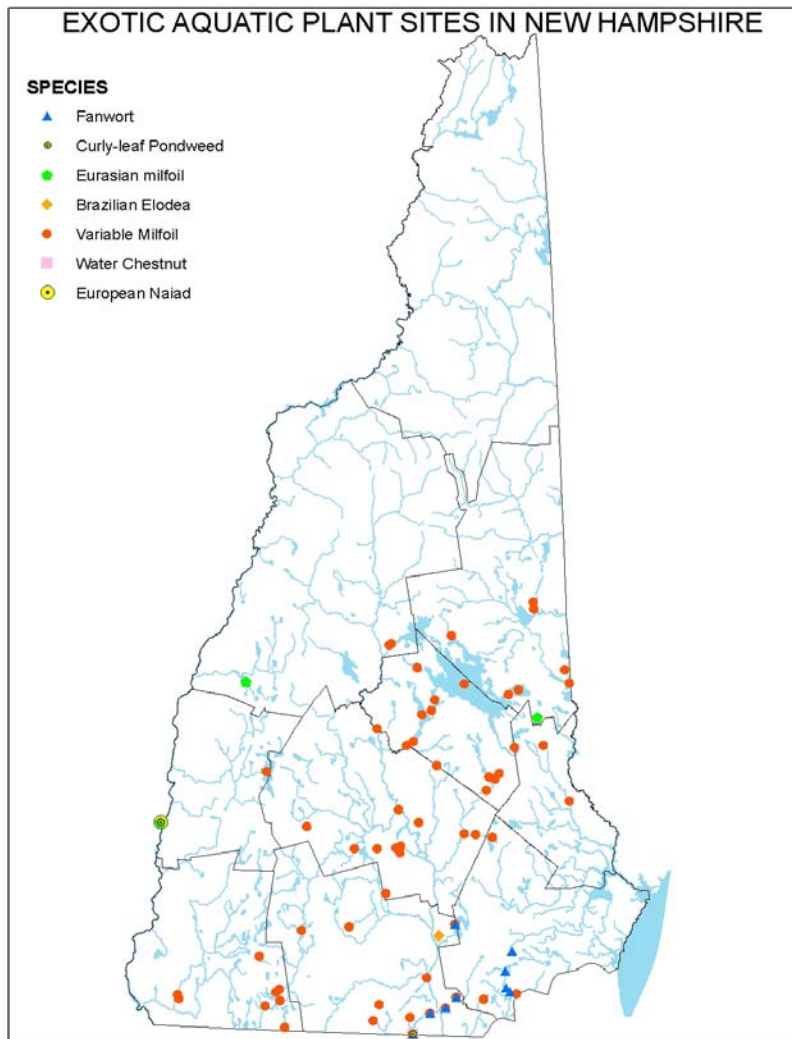 EXOTIC AQUATIC PLANT SITES IN NEW HAMPSHIRE
SPECIES
Fanwort
Curly-leaf Pondweed
Eurasian milfoil
Brazilian Elodea
Variable Milfoil
Water Chestnut
European Naiad